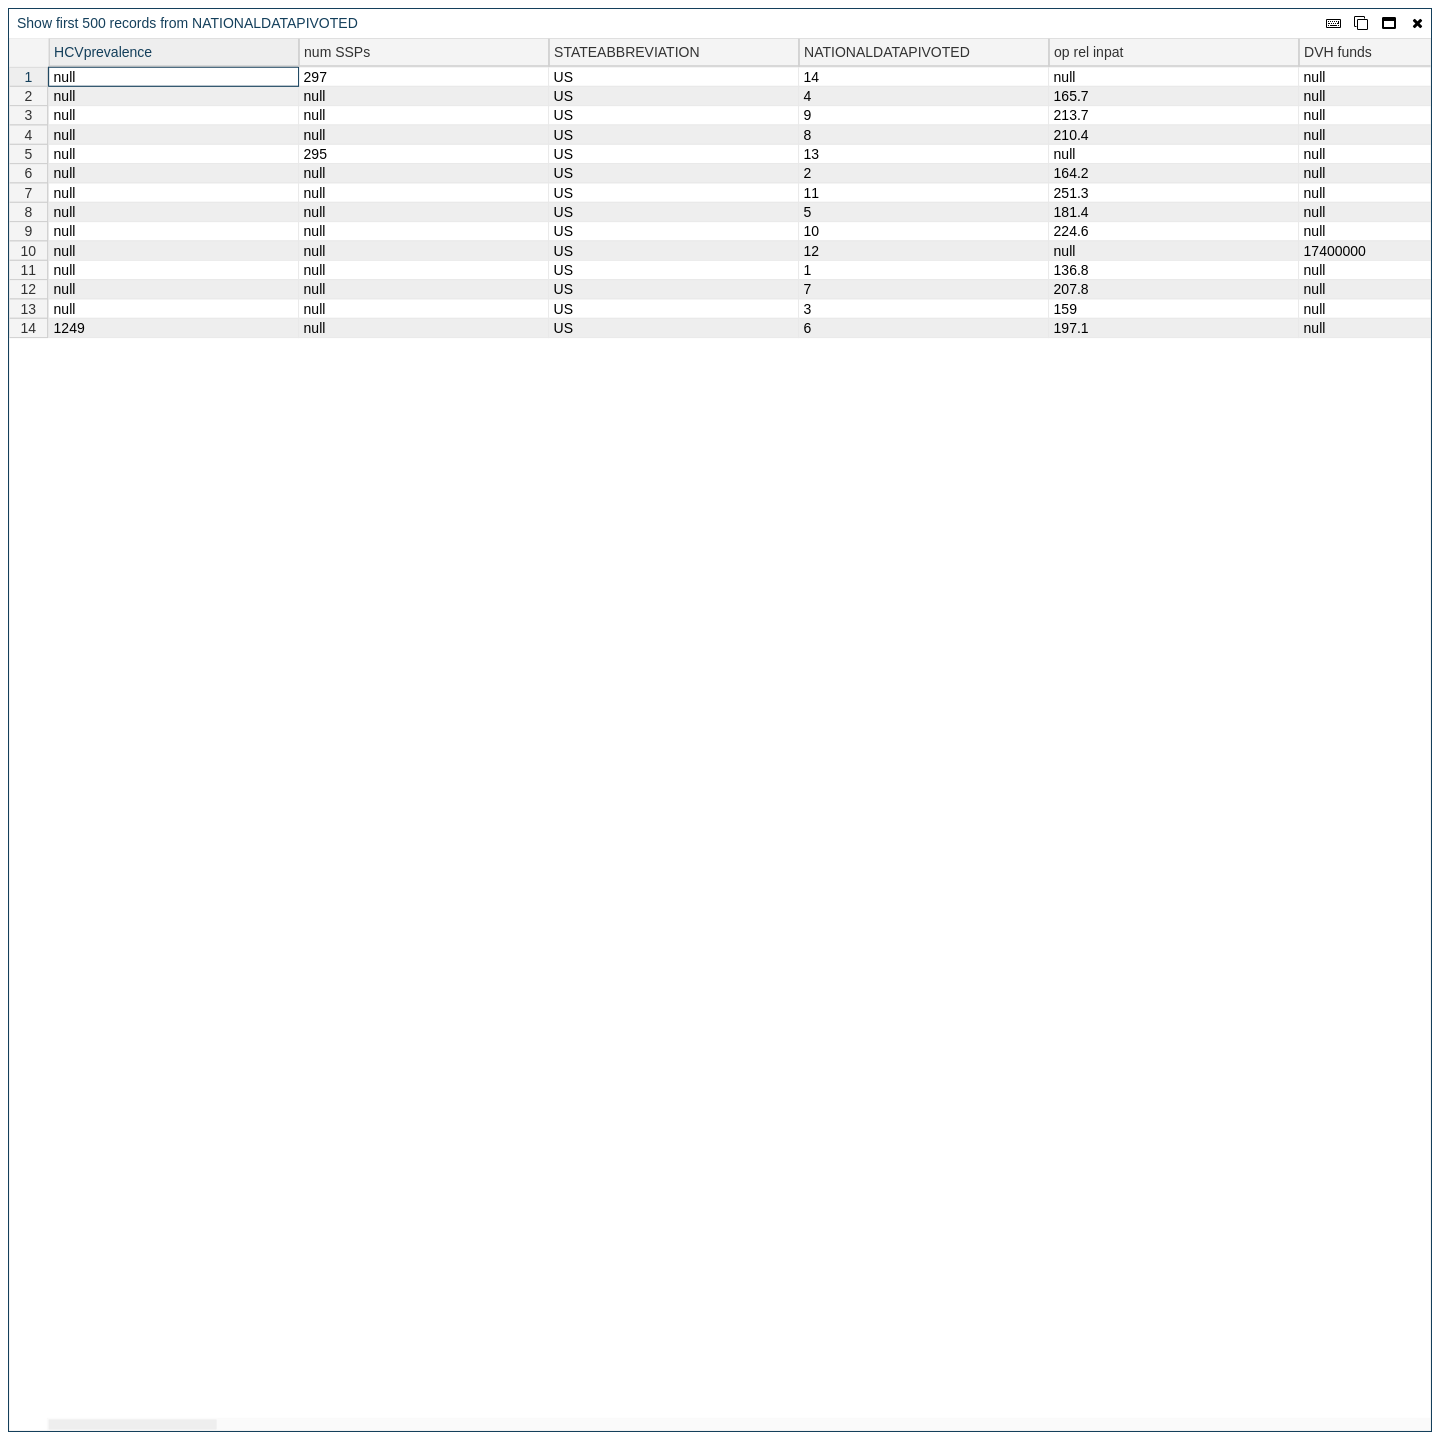 Show first 500 records from NATIONALDATAPIVOTED
HCVprevalence num SSPs STATEABBREVIATION NATIONALDATAPIVOTED op rel inpat DVH funds
1 null 297 US 14 null null
2 null null US 4 165.7 null
3 null null US 9 213.7 null
4 null null US 8 210.4 null
5 null 295 US 13 null null
6 null null US 2 164.2 null
7 null null US 11 251.3 null
8 null null US 5 181.4 null
9 null null US 10 224.6 null
10 null null US 12 null 17400000
11 null null US 1 136.8 null
12 null null US 7 207.8 null
13 null null US 3 159 null
14 1249 null US 6 197.1 null